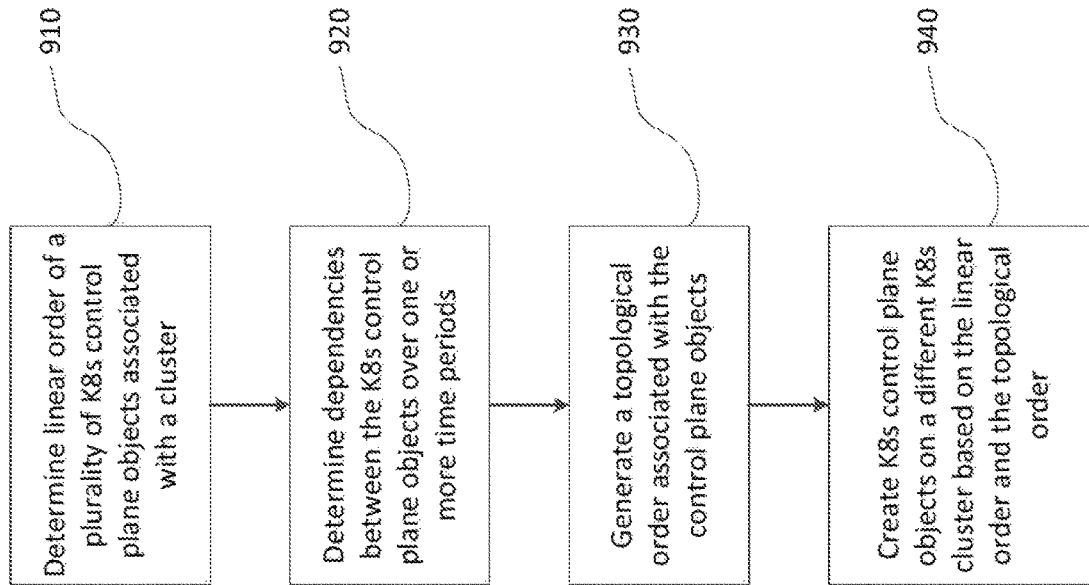 Determine linear order of a
plurality of K8s control
plane objects associated
with a cluster
910
Determine dependencies
between the K8s control
plane objects over one or
more time periods
920
Generate a topological
order associated with the
control plane objects
930
Create K8s control plane
objects on a different K8s
cluster based on the linear
order and the topological
order
940